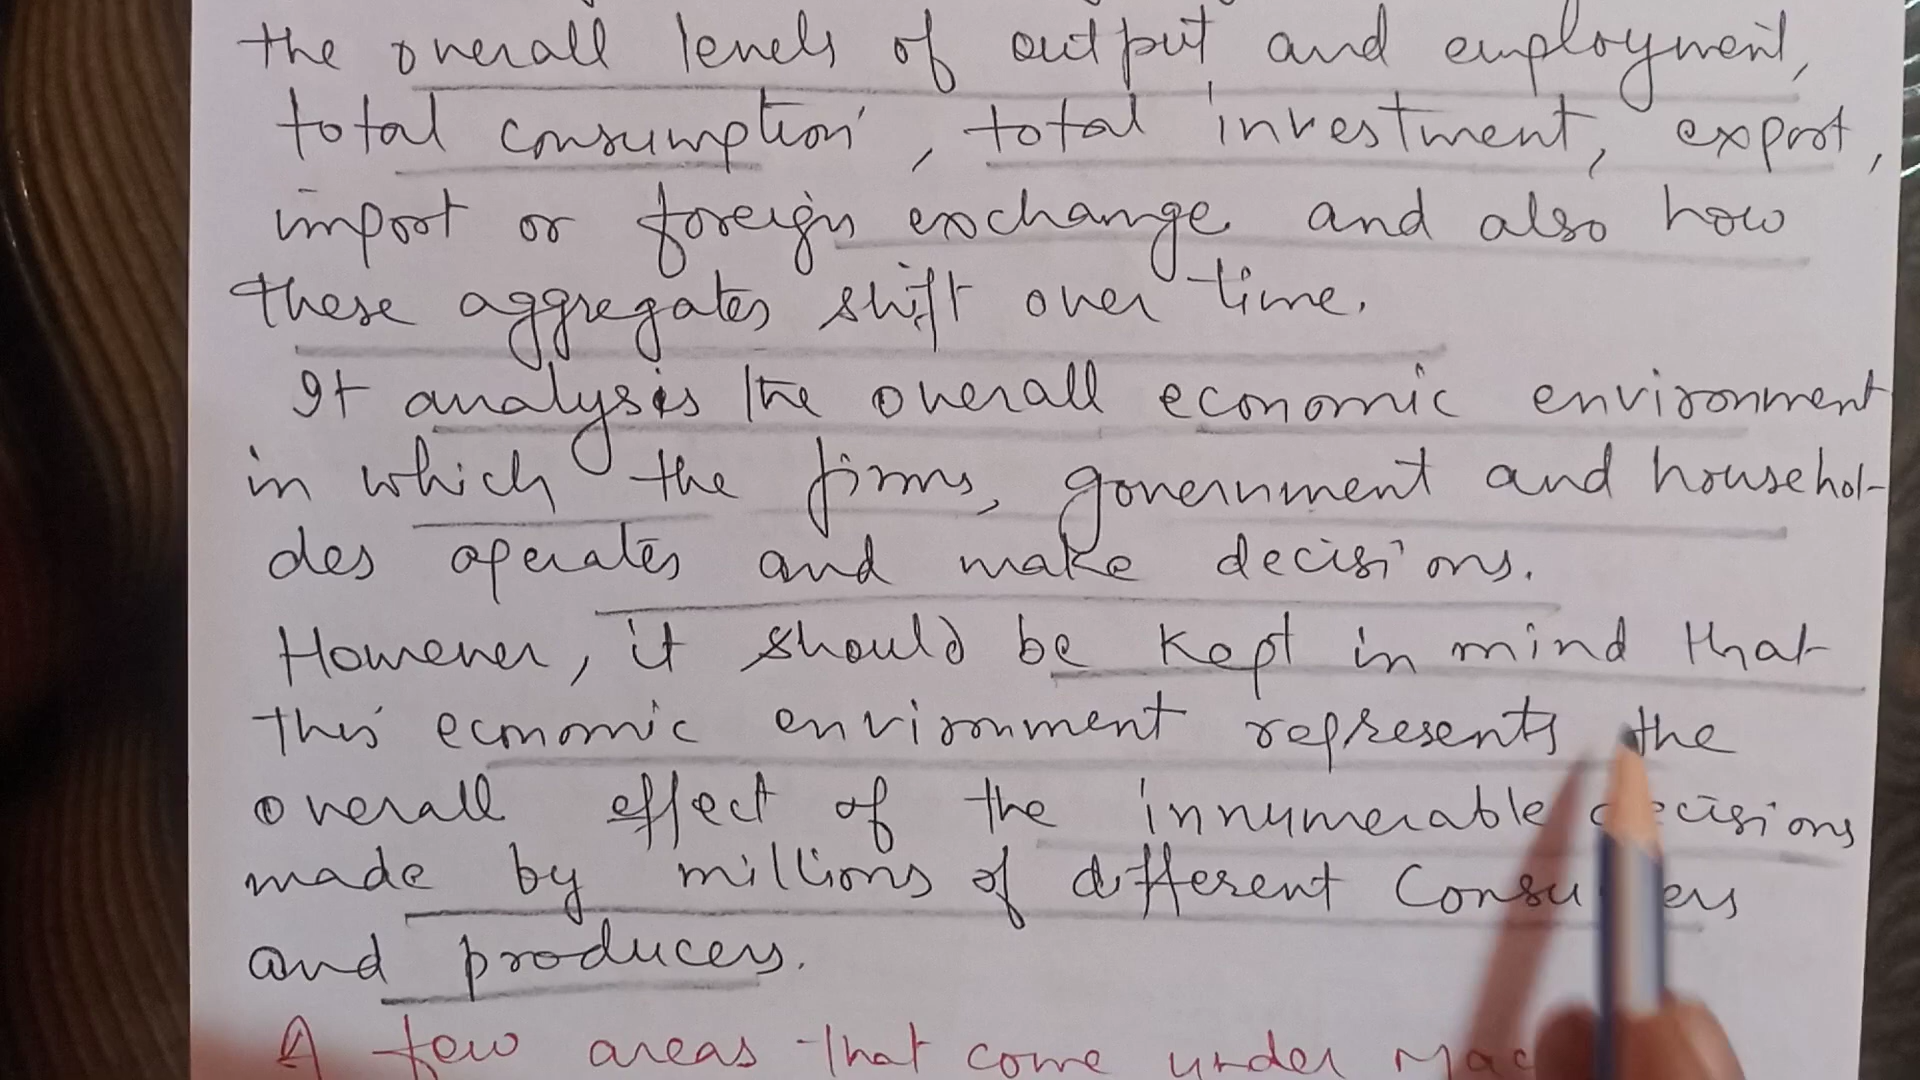 the overall levels of output and employment,
total consumption, total investment, export,
import or foreign exchange and also how
these aggregates shift over time.
It analysis the overall economic environment
in which the firms, government and househol-
des operates and make decisions.
However, it should be kept in mind that
this economic environment represents the
overall effect of the innumerable decisions
made by millions of different Consumers
and producers.
A few areas that come under Mac